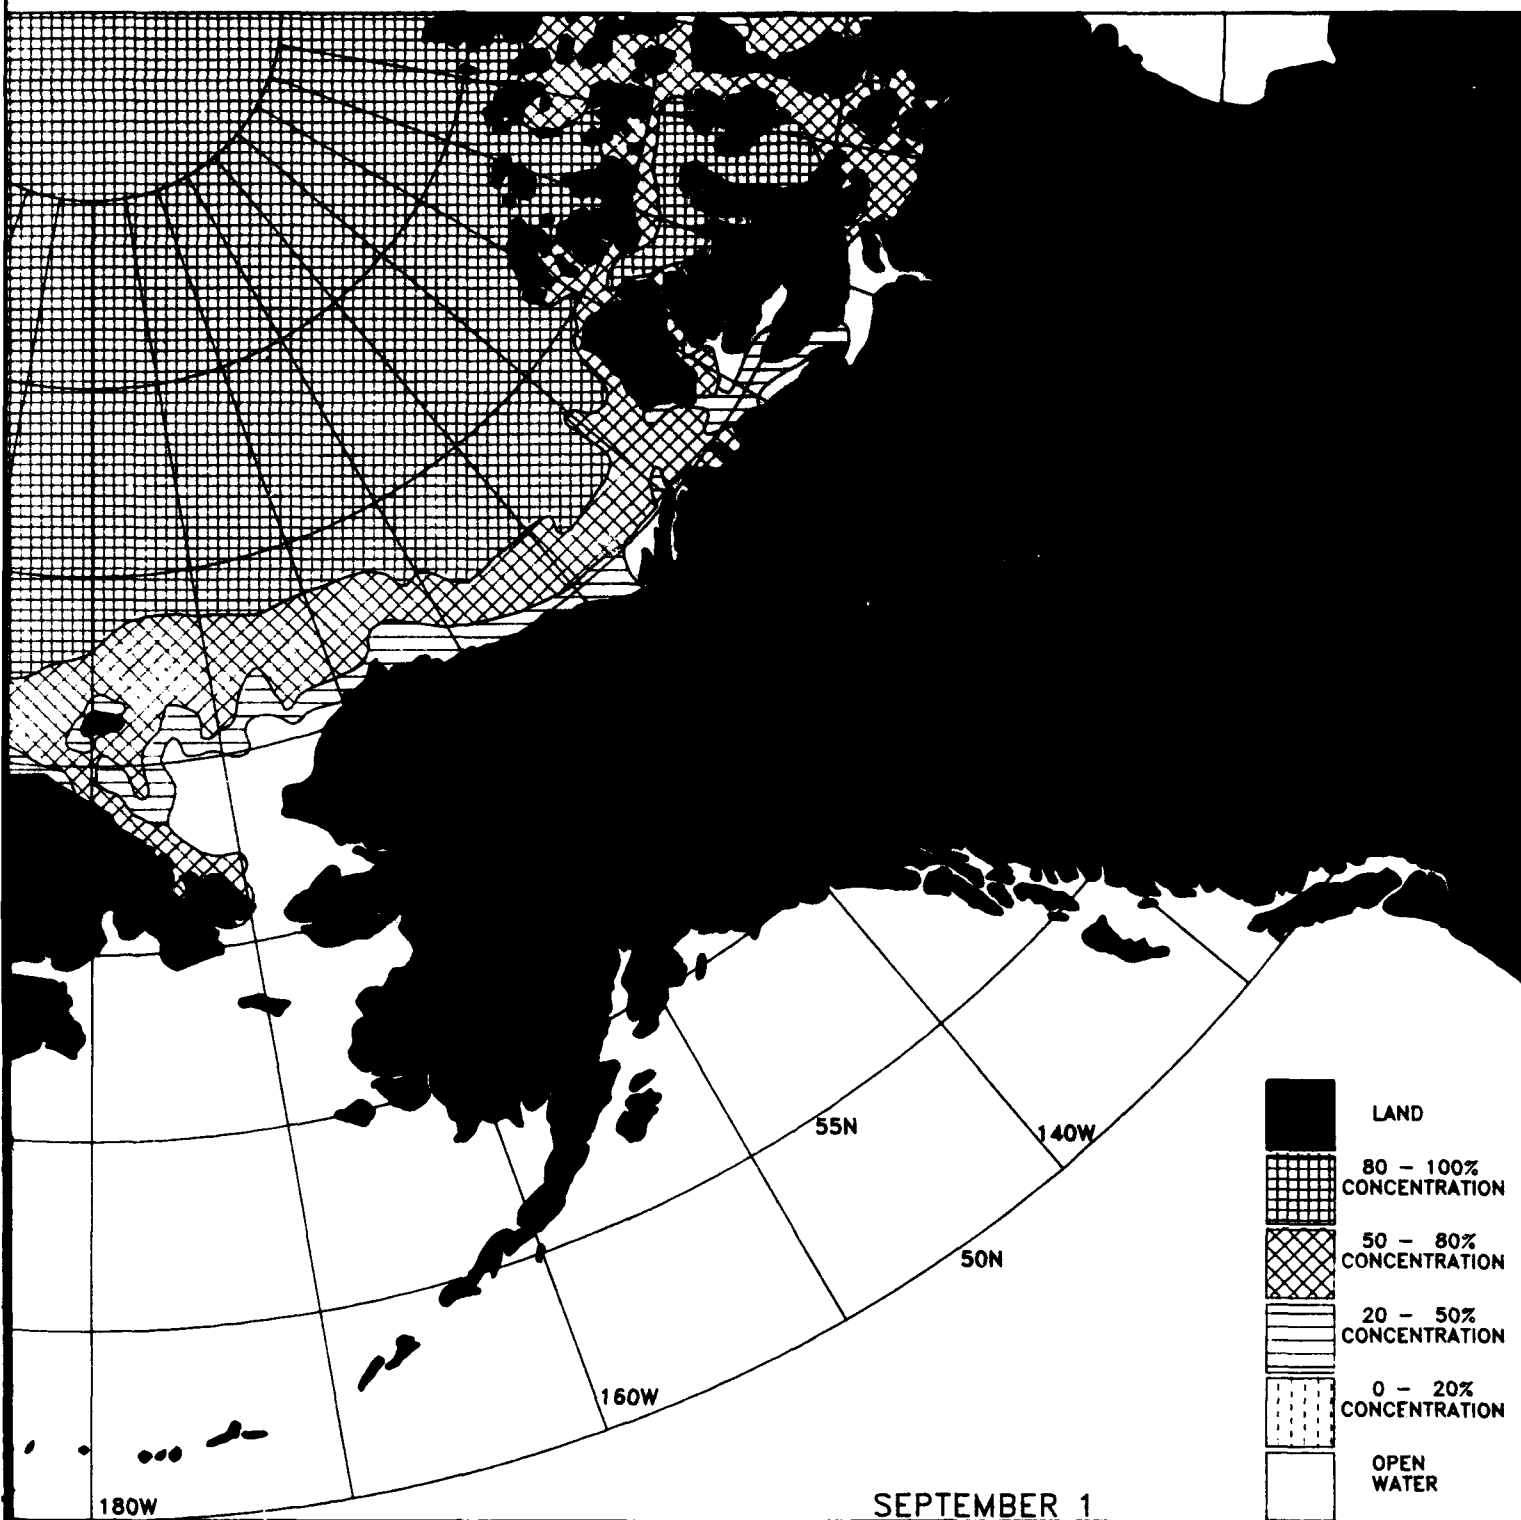 55N
140W
50N
160W
180W
SEPTEMBER 1
LAND
80 – 100%
CONCENTRATION
50 – 80%
CONCENTRATION
20 – 50%
CONCENTRATION
0 – 20%
CONCENTRATION
OPEN
WATER